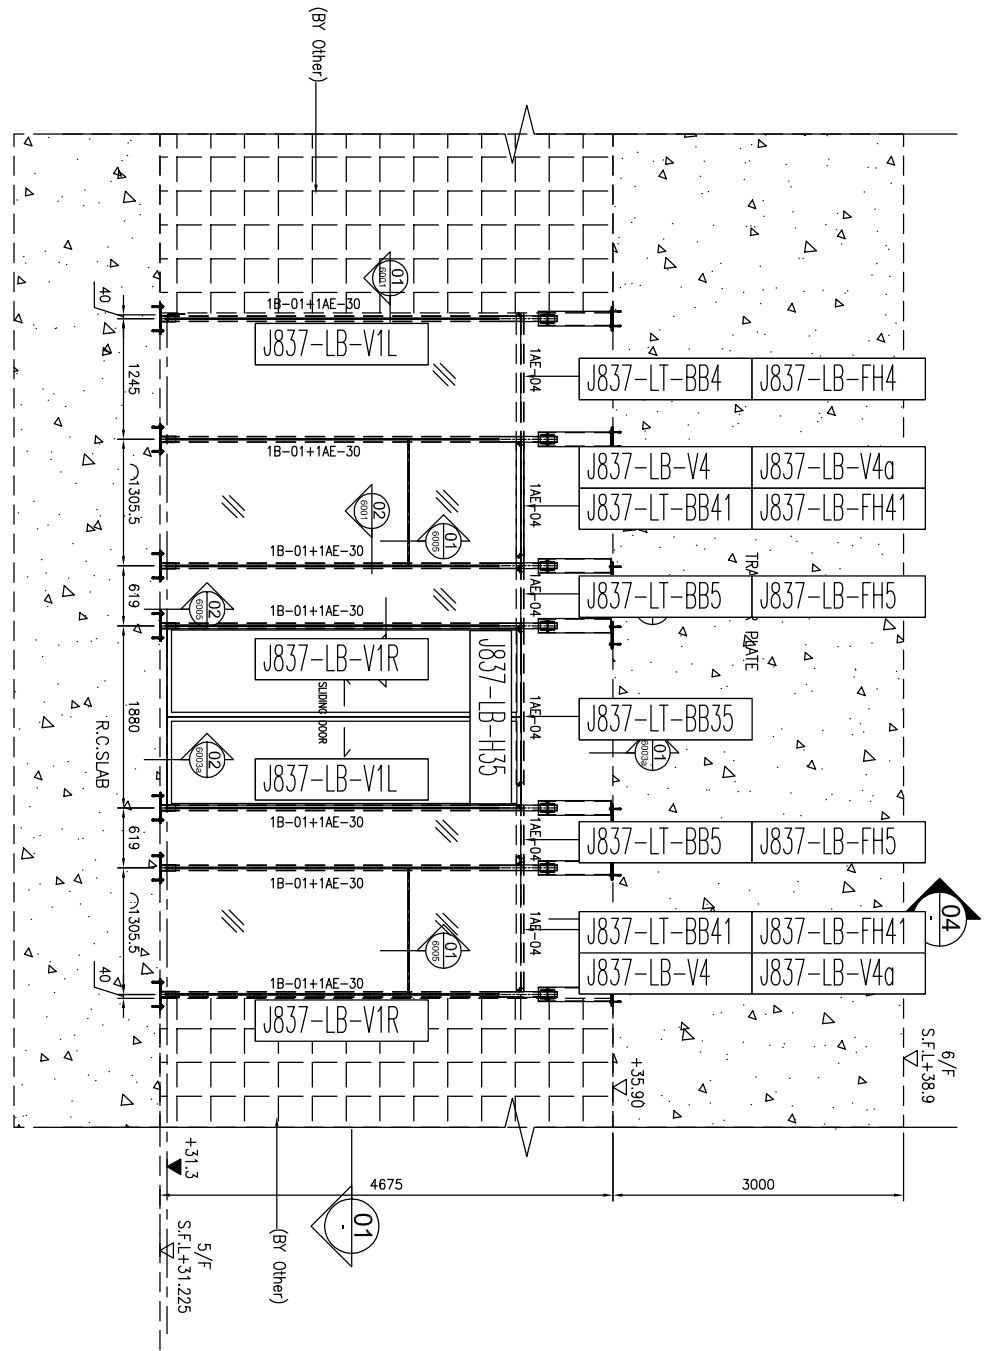 (BY Other)
01
6001
1B-01+1AE-30
J837-LB-V1L
40
1245
1AE-04
J837-LT-BB4
J837-LB-FH4
1B-01+1AE-30
J837-LB-V4
J837-LB-V4a
1305.5
02
6001
01
6005
1AE-04
J837-LT-BB41
J837-LB-FH41
1B-01+1AE-30
619
02
6005
1AE-04
J837-LT-BB5
J837-LB-FH5
1B-01+1AE-30
PLATE
J837-LB-V1R
J837-LB-H35
SLIDING DOOR
1880
R.C.SLAB
1AE-04
J837-LT-BB35
02
6003a
J837-LB-V1L
01
6003a
1B-01+1AE-30
619
1AE-04
J837-LT-BB5
J837-LB-FH5
1B-01+1AE-30
1305.5
01
6005
1AE-04
J837-LT-BB41
J837-LB-FH41
04
-
J837-LB-V4
J837-LB-V4a
40
1B-01+1AE-30
J837-LB-V1R
6/F
S.F.L+38.9
+35.90
+31.3
4675
3000
01
-
5/F
S.F.L+31.225
(BY Other)